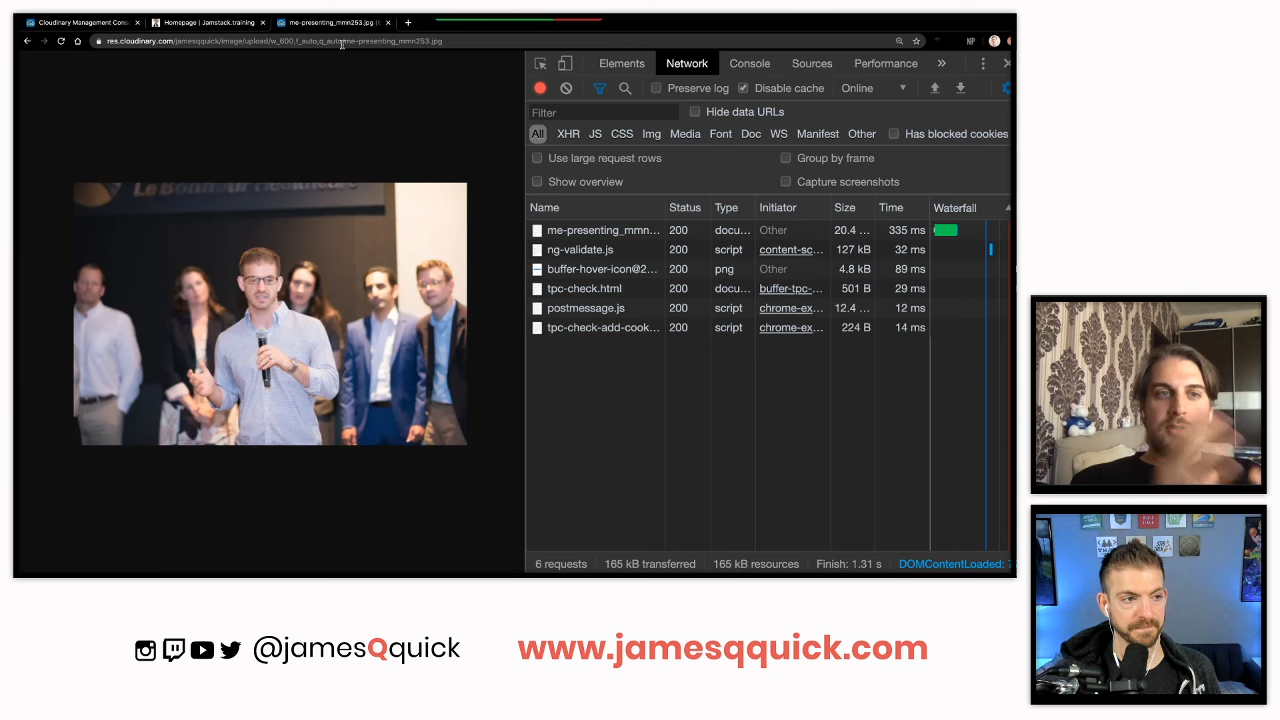 Cloudinary Management Cons
Homepage | Jamstack.training
me-presenting_mmn253.jpg (6
res.cloudinary.com/jamesqquick/image/upload/w_600,f_auto,q_auto/me-presenting_mmn253.jpg
NP
Le Bonheur Healthcare
Elements
Network
Console
Sources
Performance
»
Preserve log
Disable cache
Online
Filter
Hide data URLs
All XHR JS CSS Img Media Font Doc WS Manifest Other Has blocked cookies
Use large request rows
Group by frame
Show overview
Capture screenshots
Name Status Type Initiator Size Time Waterfall
me-presenting_mmn... 200 docu... Other 20.4 ... 335 ms
ng-validate.js 200 script content-sc... 127 kB 32 ms
buffer-hover-icon@2... 200 png Other 4.8 kB 89 ms
tpc-check.html 200 docu... buffer-tpc-... 501 B 29 ms
postmessage.js 200 script chrome-ex... 12.4 ... 12 ms
tpc-check-add-cook... 200 script chrome-ex... 224 B 14 ms
6 requests 165 kB transferred 165 kB resources Finish: 1.31 s DOMContentLoaded: 7
@jamesQquick
www.jamesqquick.com